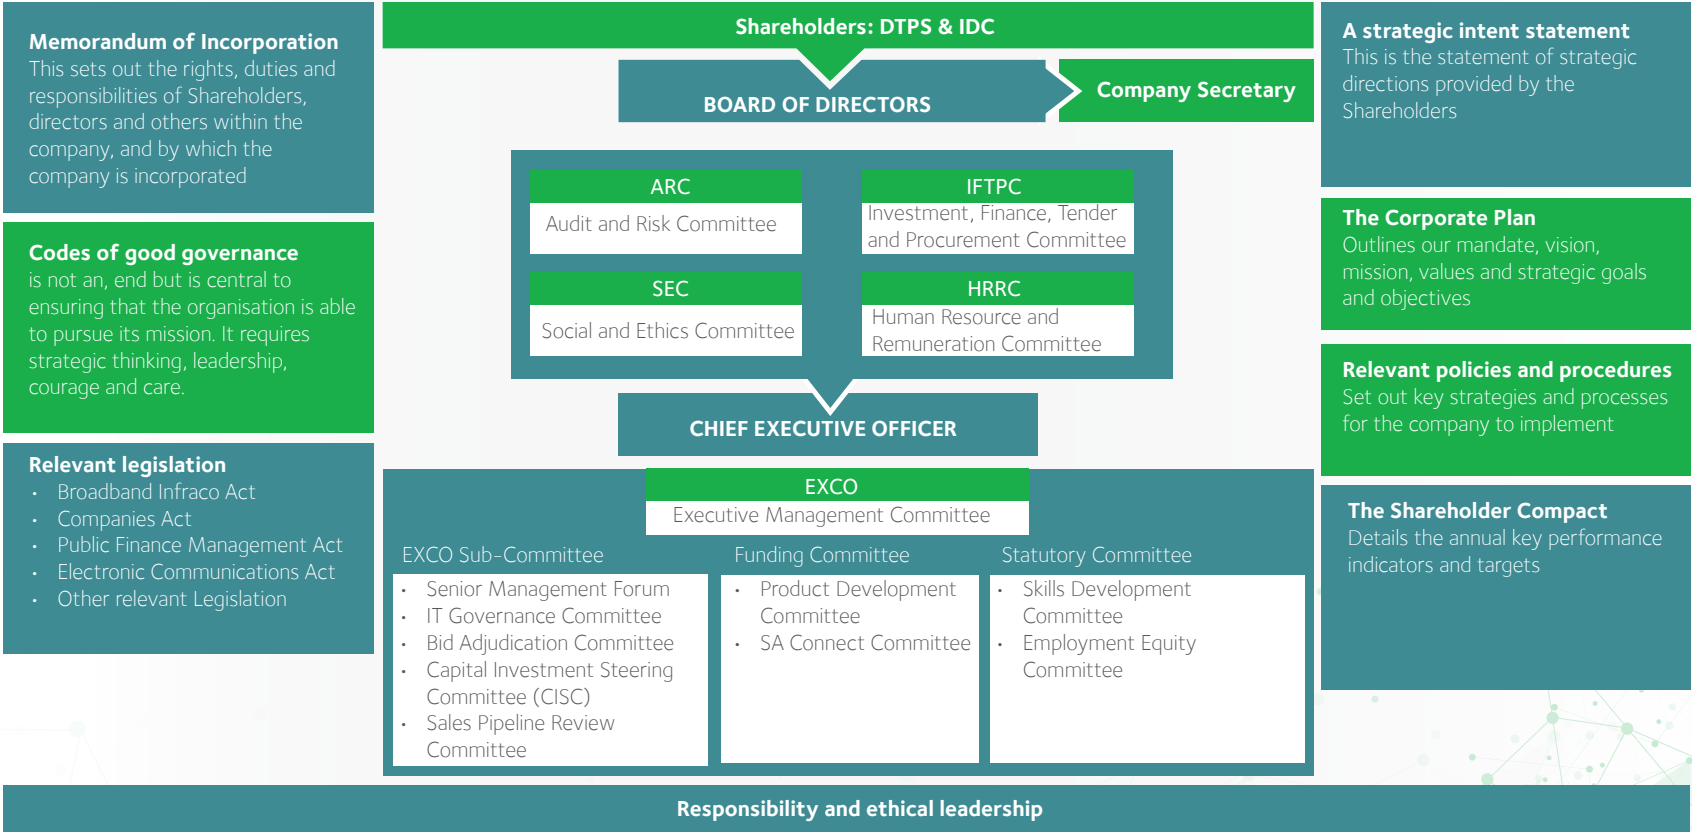 Memorandum of Incorporation
This sets out the rights, duties and
responsibilities of Shareholders,
directors and others within the
company, and by which the
company is incorporated
Codes of good governance
is not an, end but is central to
ensuring that the organisation is able
to pursue its mission. It requires
strategic thinking, leadership,
courage and care.
Relevant legislation
• Broadband Infraco Act
• Companies Act
• Public Finance Management Act
• Electronic Communications Act
• Other relevant Legislation
Shareholders: DTPS & IDC
BOARD OF DIRECTORS
Company Secretary
ARC
Audit and Risk Committee
IFTPC
Investment, Finance, Tender
and Procurement Committee
SEC
Social and Ethics Committee
HRRC
Human Resource and
Remuneration Committee
CHIEF EXECUTIVE OFFICER
EXCO
Executive Management Committee
EXCO Sub-Committee
• Senior Management Forum
• IT Governance Committee
• Bid Adjudication Committee
• Capital Investment Steering
Committee (CISC)
• Sales Pipeline Review
Committee
Funding Committee
• Product Development
Committee
• SA Connect Committee
Statutory Committee
• Skills Development
Committee
• Employment Equity
Committee
A strategic intent statement
This is the statement of strategic
directions provided by the
Shareholders
The Corporate Plan
Outlines our mandate, vision,
mission, values and strategic goals
and objectives
Relevant policies and procedures
Set out key strategies and processes
for the company to implement
The Shareholder Compact
Details the annual key performance
indicators and targets
Responsibility and ethical leadership